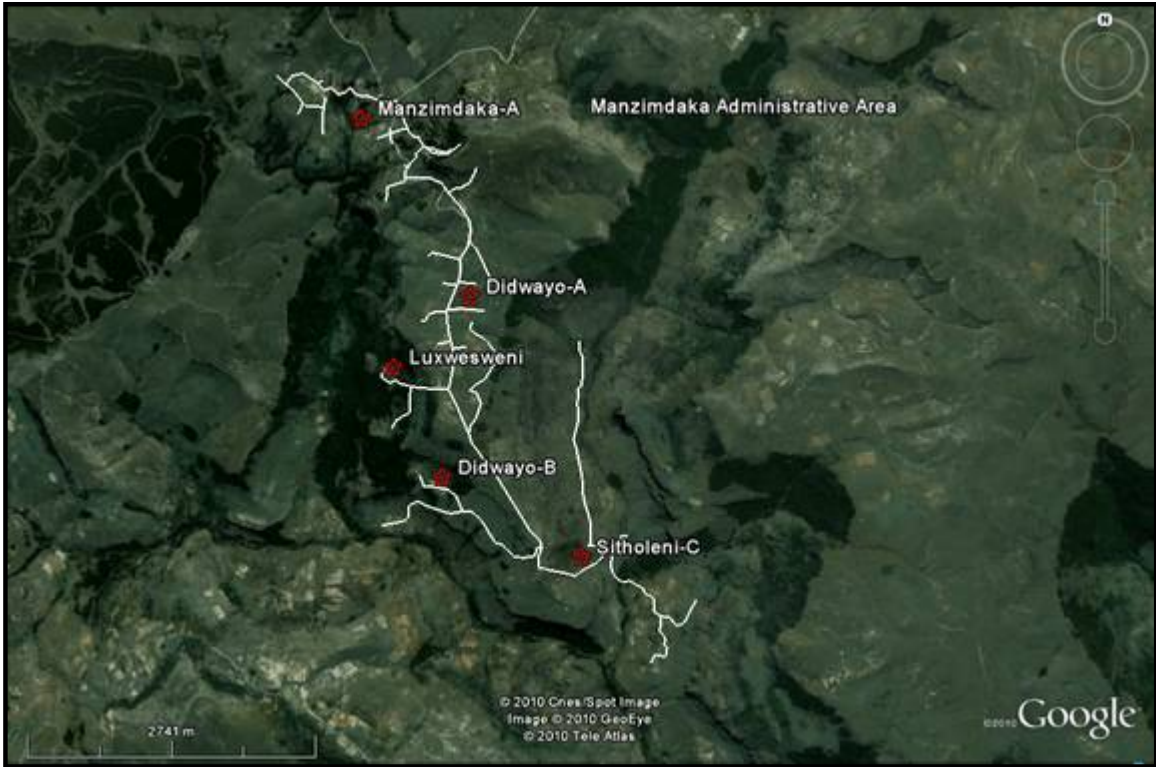 N
Manzimdaka-A
Manzimdaka Administrative Area
Didwayo-A
Luxwesweni
Didwayo-B
Sitholeni-C
© 2010 Cnes/Spot Image
Image © 2010 GeoEye
© 2010 Tele Atlas
2741 m
©2010 Google